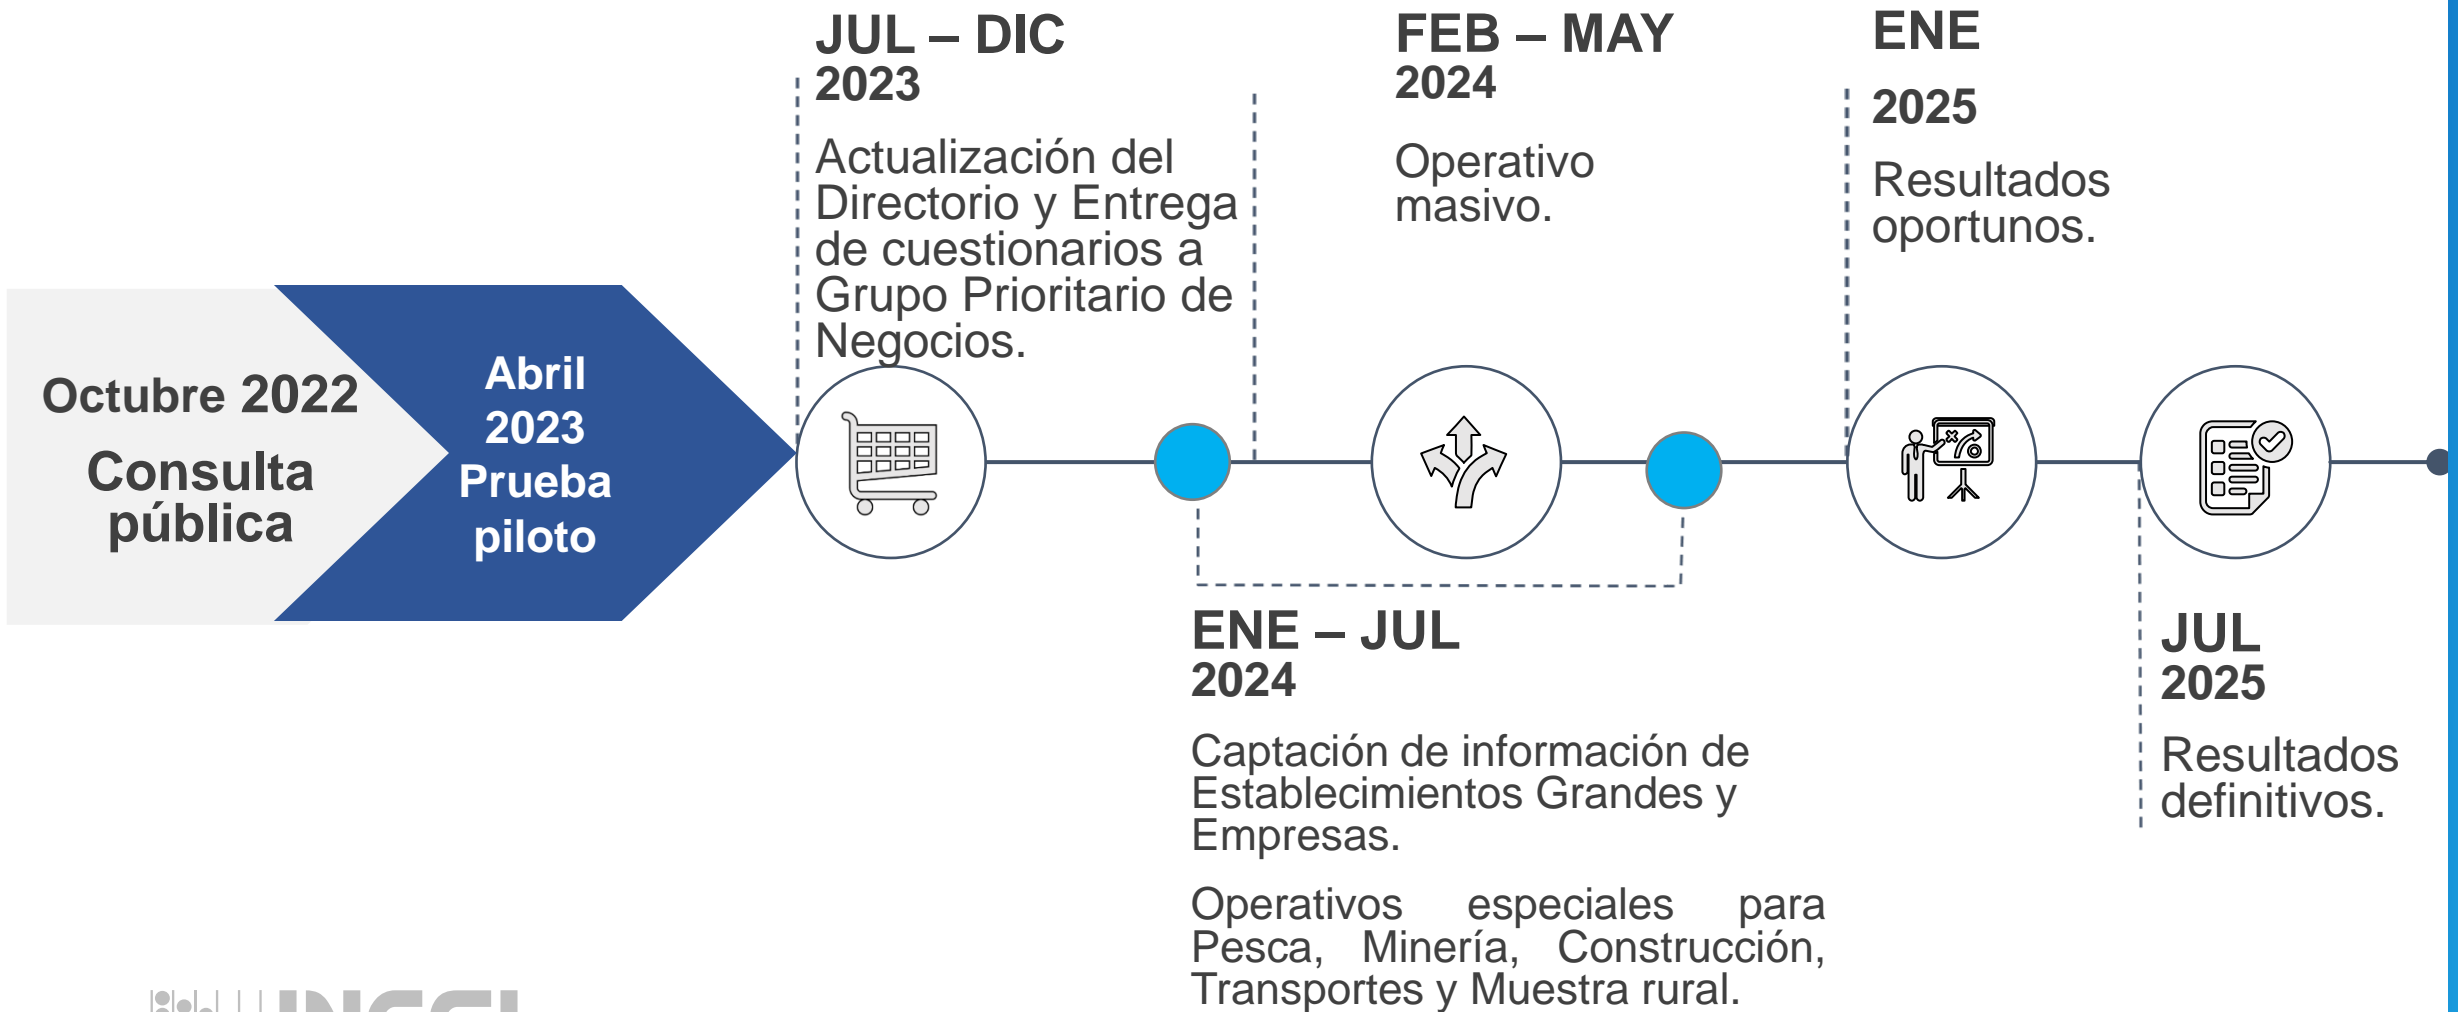 Octubre 2022
Consulta
pública
Abril
2023
Prueba
piloto
JUL – DIC
2023
Actualización del
Directorio y Entrega
de cuestionarios a
Grupo Prioritario de
Negocios.
FEB – MAY
2024
Operativo
masivo.
ENE
2025
Resultados
oportunos.
ENE – JUL
2024
Captación de información de
Establecimientos Grandes y
Empresas.
Operativos especiales para
Pesca, Minería, Construcción,
Transportes y Muestra rural.
JUL
2025
Resultados
definitivos.